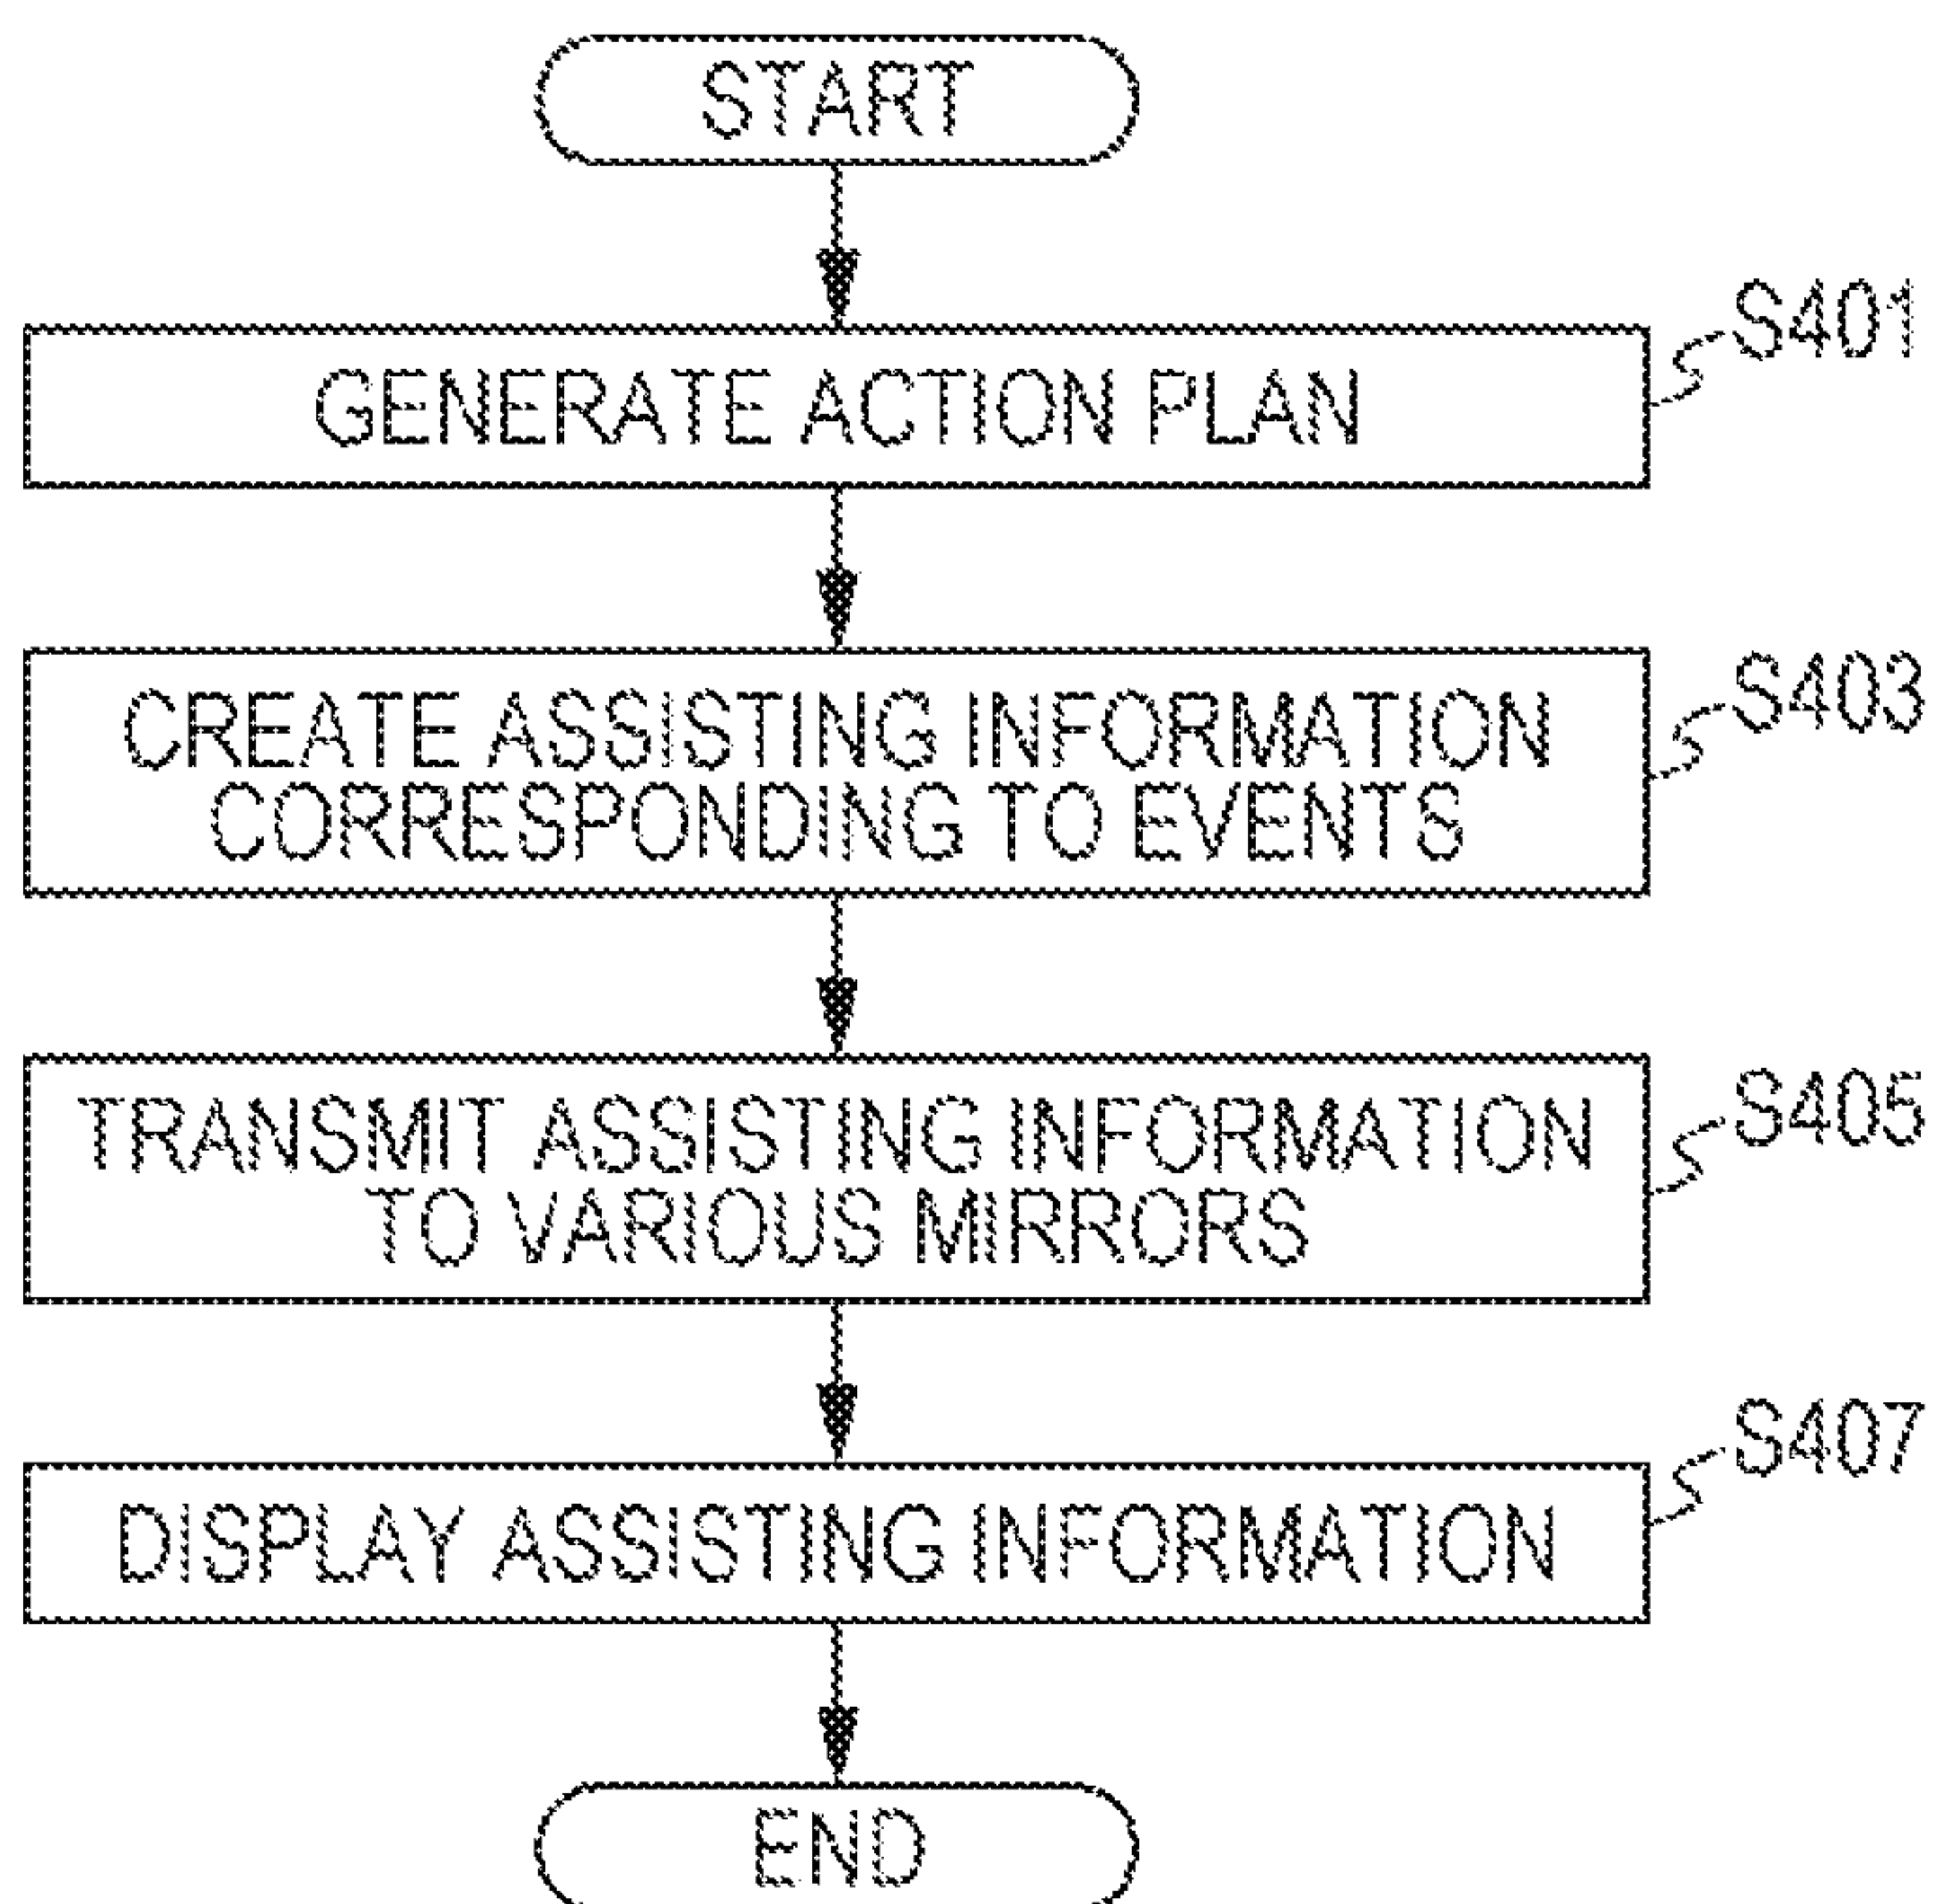 START
S401
GENERATE ACTION PLAN
S403
CREATE ASSISTING INFORMATION
CORRESPONDING TO EVENTS
S405
TRANSMIT ASSISTING INFORMATION
TO VARIOUS MIRRORS
S407
DISPLAY ASSISTING INFORMATION
END